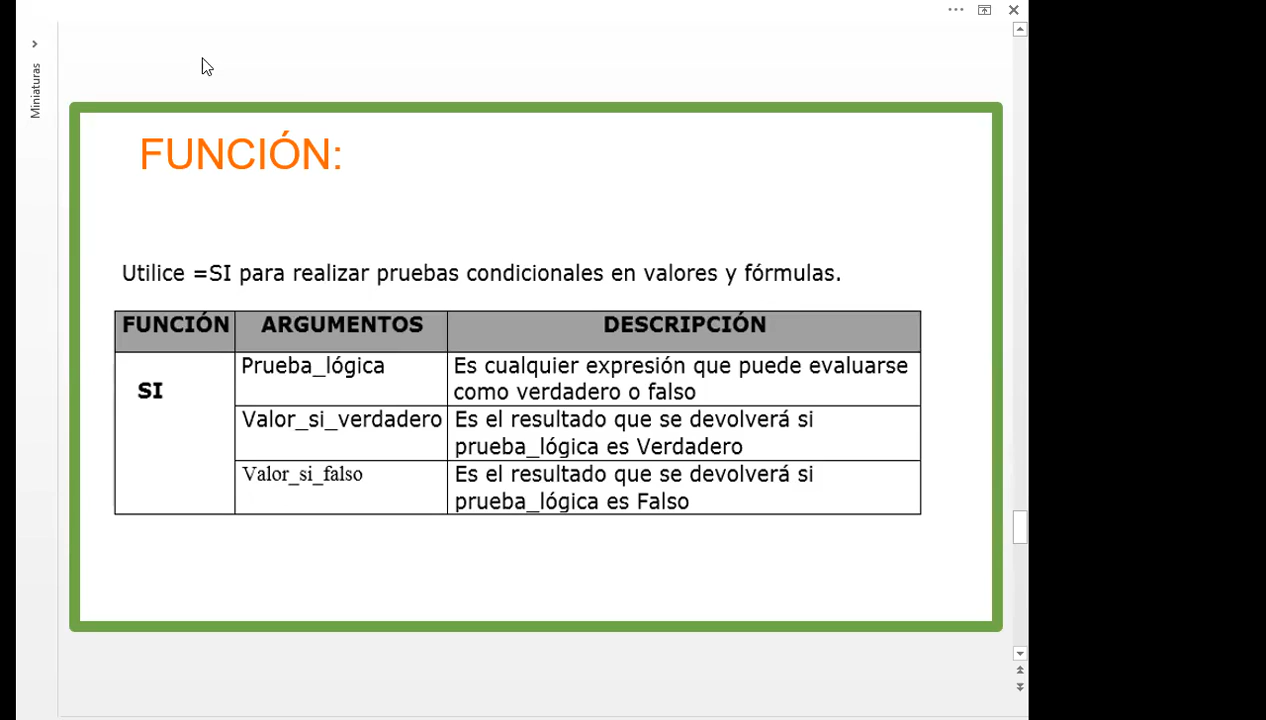 Miniaturas
FUNCIÓN:
Utilice =SI para realizar pruebas condicionales en valores y fórmulas.
FUNCIÓN ARGUMENTOS DESCRIPCIÓN
SI
Prueba_lógica
Es cualquier expresión que puede evaluarse
como verdadero o falso
Valor_si_verdadero
Es el resultado que se devolverá si
prueba_lógica es Verdadero
Valor_si_falso
Es el resultado que se devolverá si
prueba_lógica es Falso